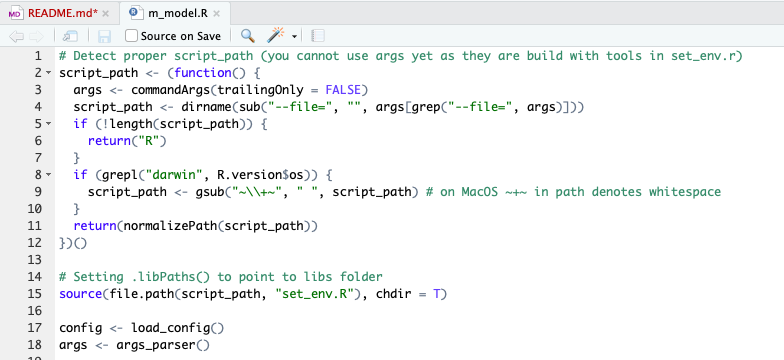 README.md* m_model.R
Source on Save
1 # Detect proper script_path (you cannot use args yet as they are build with tools in set_env.r)
2 script_path <- (function() {
3   args <- commandArgs(trailingOnly = FALSE)
4   script_path <- dirname(sub("--file=", "", args[grep("--file=", args)]))
5   if (!length(script_path)) {
6     return("R")
7   }
8   if (grepl("darwin", R.version$os)) {
9     script_path <- gsub("~\\+~", " ", script_path) # on MacOS ~+~ in path denotes whitespace
10   }
11   return(normalizePath(script_path))
12 })()
13
14 # Setting .libPaths() to point to libs folder
15 source(file.path(script_path, "set_env.R"), chdir = T)
16
17 config <- load_config()
18 args <- args_parser()